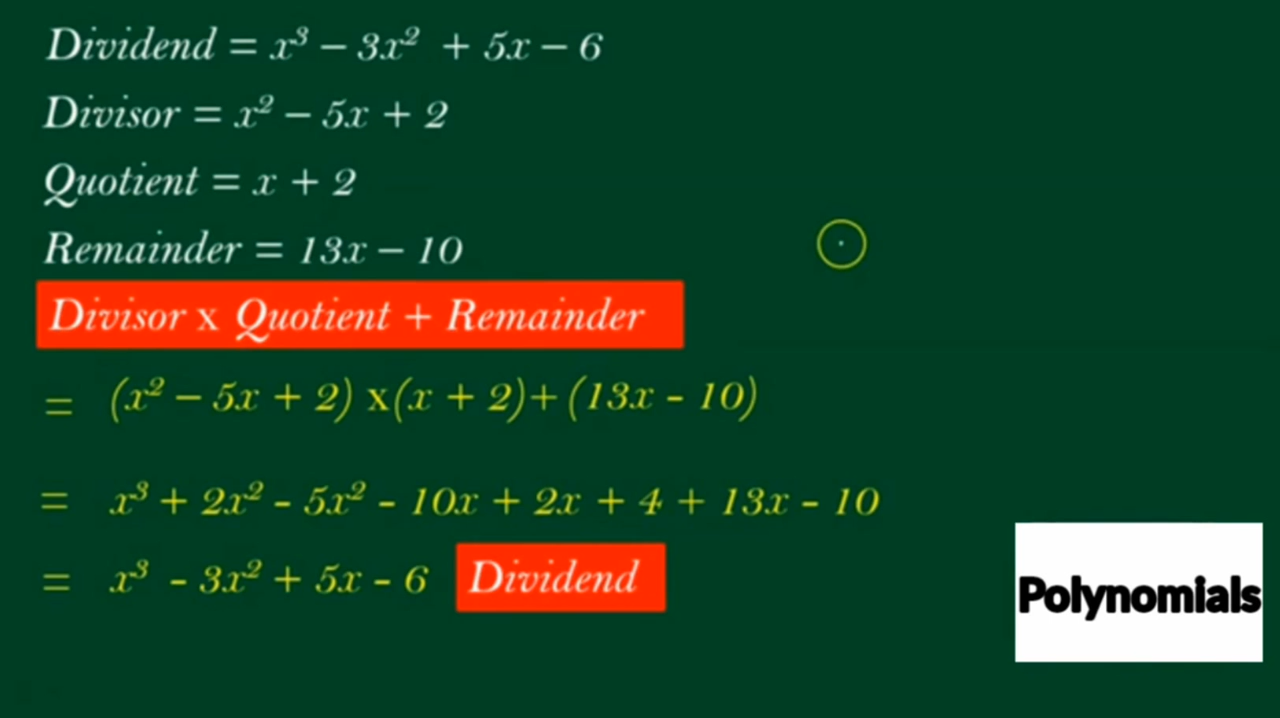 Dividend = x³ – 3x² + 5x – 6
Divisor = x² – 5x + 2
Quotient = x + 2
Remainder = 13x – 10
Divisor x Quotient + Remainder
= (x² – 5x + 2) x(x + 2)+(13x - 10)
= x³ + 2x² - 5x² - 10x + 2x + 4 + 13x - 10
= x³ - 3x² + 5x - 6 Dividend
Polynomials